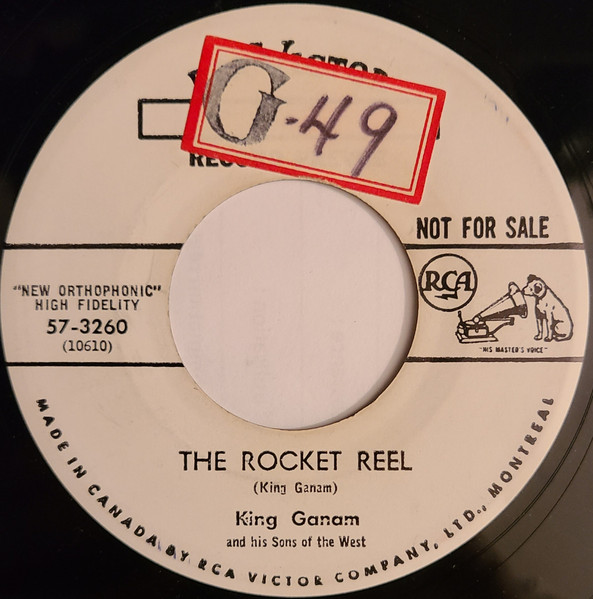 G-49
NOT FOR SALE
"NEW ORTHOPHONIC"
HIGH FIDELITY
57-3260
(10610)
RCA
"HIS MASTER'S VOICE"
THE ROCKET REEL
(King Ganam)
King Ganam
and his Sons of the West
MADE IN CANADA BY RCA VICTOR COMPANY, LTD., MONTREAL